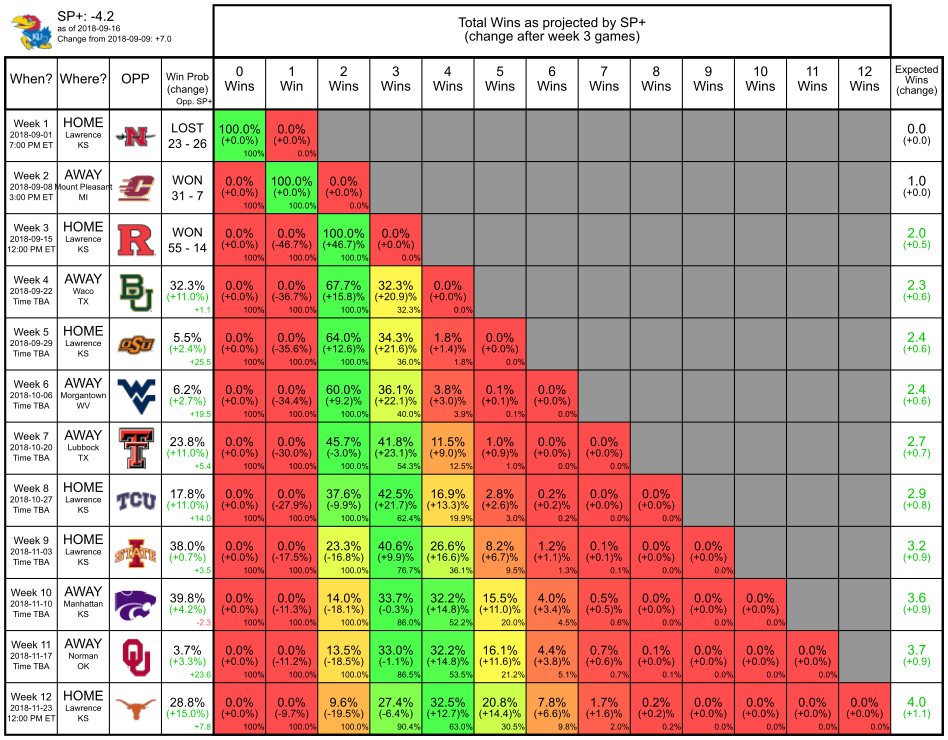 SP+: -4.2
as of 2018-09-16
Change from 2018-09-09: +7.0
Total Wins as projected by SP+
(change after week 3 games)
When? Where? OPP Win Prob (change) Opp. SP+ 0 Wins 1 Win 2 Wins 3 Wins 4 Wins 5 Wins 6 Wins 7 Wins 8 Wins 9 Wins 10 Wins 11 Wins 12 Wins Expected Wins (change)
Week 1 HOME LOST 100.0% 0.0% 0.0
2018-09-01 Lawrence N (+0.0%) (+0.0%) (+0.0)
7:00 PM ET KS 23 - 26 100% 0.0%
Week 2 AWAY WON 0.0% 100.0% 0.0% 1.0
2018-09-08 Mount Pleasant C (+0.0%) (+0.0%) (+0.0%) (+0.0)
3:00 PM ET MI 31 - 7 100% 100.0% 0.0%
Week 3 HOME WON 0.0% 0.0% 100.0% 0.0% 2.0
2018-09-15 Lawrence R (+0.0%) (-46.7%) (+46.7)% (+0.0%) (+0.5)
12:00 PM ET KS 55 - 14 100% 100.0% 100.0% 0.0%
Week 4 AWAY 32.3% 0.0% 0.0% 67.7% 32.3% 0.0% 2.3
2018-09-22 Waco BU (+11.0%) (+0.0%) (-36.7%) (+15.8)% (+20.9)% (+0.0%) (+0.6)
Time TBA TX +1.1 100% 100.0% 100.0% 32.3% 0.0%
Week 5 HOME 5.5% 0.0% 0.0% 64.0% 34.3% 1.8% 0.0% 2.4
2018-09-29 Lawrence OSU (+2.4%) (+0.0%) (-35.6%) (+12.6)% (+21.6)% (+1.4)% (+0.0%) (+0.6)
Time TBA KS +25.5 100% 100.0% 100.0% 36.0% 1.8% 0.0%
Week 6 AWAY 6.2% 0.0% 0.0% 60.0% 36.1% 3.8% 0.1% 0.0% 2.4
2018-10-06 Morgantown WV (+2.7%) (+0.0%) (-34.4%) (+9.2)% (+22.1)% (+3.0)% (+0.1)% (+0.0%) (+0.6)
Time TBA WV +19.5 100% 100.0% 100.0% 40.0% 3.9% 0.1% 0.0%
Week 7 AWAY 23.8% 0.0% 0.0% 45.7% 41.8% 11.5% 1.0% 0.0% 0.0% 2.7
2018-10-20 Lubbock T (+11.0%) (+0.0%) (-30.0%) (-3.0%) (+23.1)% (+9.0)% (+0.9)% (+0.0%) (+0.0%) (+0.7)
Time TBA TX +5.4 100% 100.0% 100.0% 54.3% 12.5% 1.0% 0.0% 0.0%
Week 8 HOME 17.8% 0.0% 0.0% 37.6% 42.5% 16.9% 2.8% 0.2% 0.0% 0.0% 2.9
2018-10-27 Lawrence TCU (+11.0%) (+0.0%) (-27.9%) (-9.9%) (+21.7)% (+13.3)% (+2.6)% (+0.2)% (+0.0%) (+0.0%) (+0.8)
Time TBA KS +14.0 100% 100.0% 100.0% 62.4% 19.9% 3.0% 0.2% 0.0% 0.0%
Week 9 HOME 38.0% 0.0% 0.0% 23.3% 40.6% 26.6% 8.2% 1.2% 0.1% 0.0% 0.0% 3.2
2018-11-03 Lawrence I STATE (+0.7%) (+0.0%) (-17.5%) (-16.8%) (+9.9)% (+16.6)% (+6.7)% (+1.1)% (+0.1)% (+0.0%) (+0.0%) (+0.9)
Time TBA KS +3.5 100% 100.0% 100.0% 76.7% 36.1% 9.5% 1.3% 0.1% 0.0% 0.0%
Week 10 AWAY 39.8% 0.0% 0.0% 14.0% 33.7% 32.2% 15.5% 4.0% 0.5% 0.0% 0.0% 0.0% 3.6
2018-11-10 Manhattan (+4.2%) (+0.0%) (-11.3%) (-18.1%) (-0.3%) (+14.8)% (+11.0)% (+3.4)% (+0.5)% (+0.0%) (+0.0%) (+0.0%) (+0.9)
Time TBA KS -2.3 100% 100.0% 100.0% 86.0% 52.2% 20.0% 4.5% 0.6% 0.0% 0.0% 0.0%
Week 11 AWAY 3.7% 0.0% 0.0% 13.5% 33.0% 32.2% 16.1% 4.4% 0.7% 0.1% 0.0% 0.0% 0.0% 3.7
2018-11-17 Norman OU (+3.3%) (+0.0%) (-11.2%) (-18.5%) (-1.1%) (+14.8)% (+11.6)% (+3.8)% (+0.6)% (+0.0%) (+0.0%) (+0.0%) (+0.0%) (+0.9)
Time TBA OK +23.6 100% 100.0% 100.0% 86.5% 53.5% 21.2% 5.1% 0.7% 0.1% 0.0% 0.0% 0.0%
Week 12 HOME 28.8% 0.0% 0.0% 9.6% 27.4% 32.5% 20.8% 7.8% 1.7% 0.2% 0.0% 0.0% 0.0% 0.0% 4.0
2018-11-23 Lawrence (+15.0%) (+0.0%) (-9.7%) (-19.5%) (-6.4%) (+12.7)% (+14.4)% (+6.6)% (+1.6)% (+0.2)% (+0.0%) (+0.0%) (+0.0%) (+0.0%) (+1.1)
12:00 PM ET KS +7.8 100% 100.0% 100.0% 90.4% 63.0% 30.5% 9.8% 2.0% 0.2% 0.0% 0.0% 0.0% 0.0%